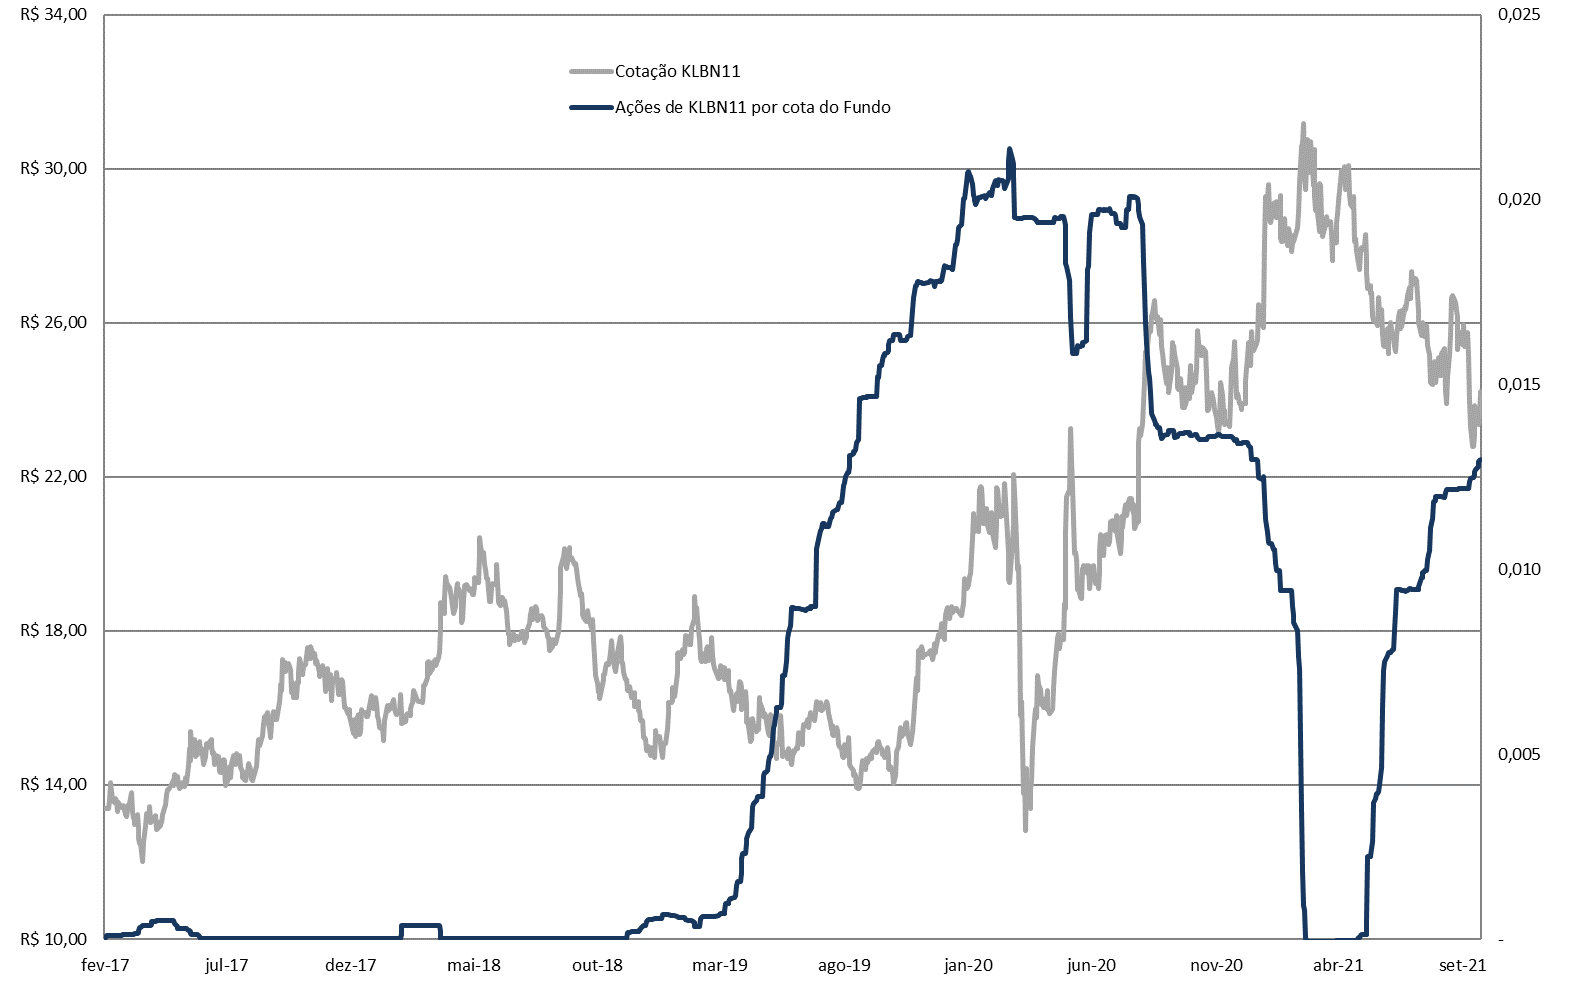 R$ 34,00
0,025
Cotação KLBN11
Ações de KLBN11 por cota do Fundo
R$ 30,00
0,020
R$ 26,00
0,015
R$ 22,00
0,010
R$ 18,00
0,005
R$ 14,00
R$ 10,00
-
fev-17 jul-17 dez-17 mai-18 out-18 mar-19 ago-19 jan-20 jun-20 nov-20 abr-21 set-21